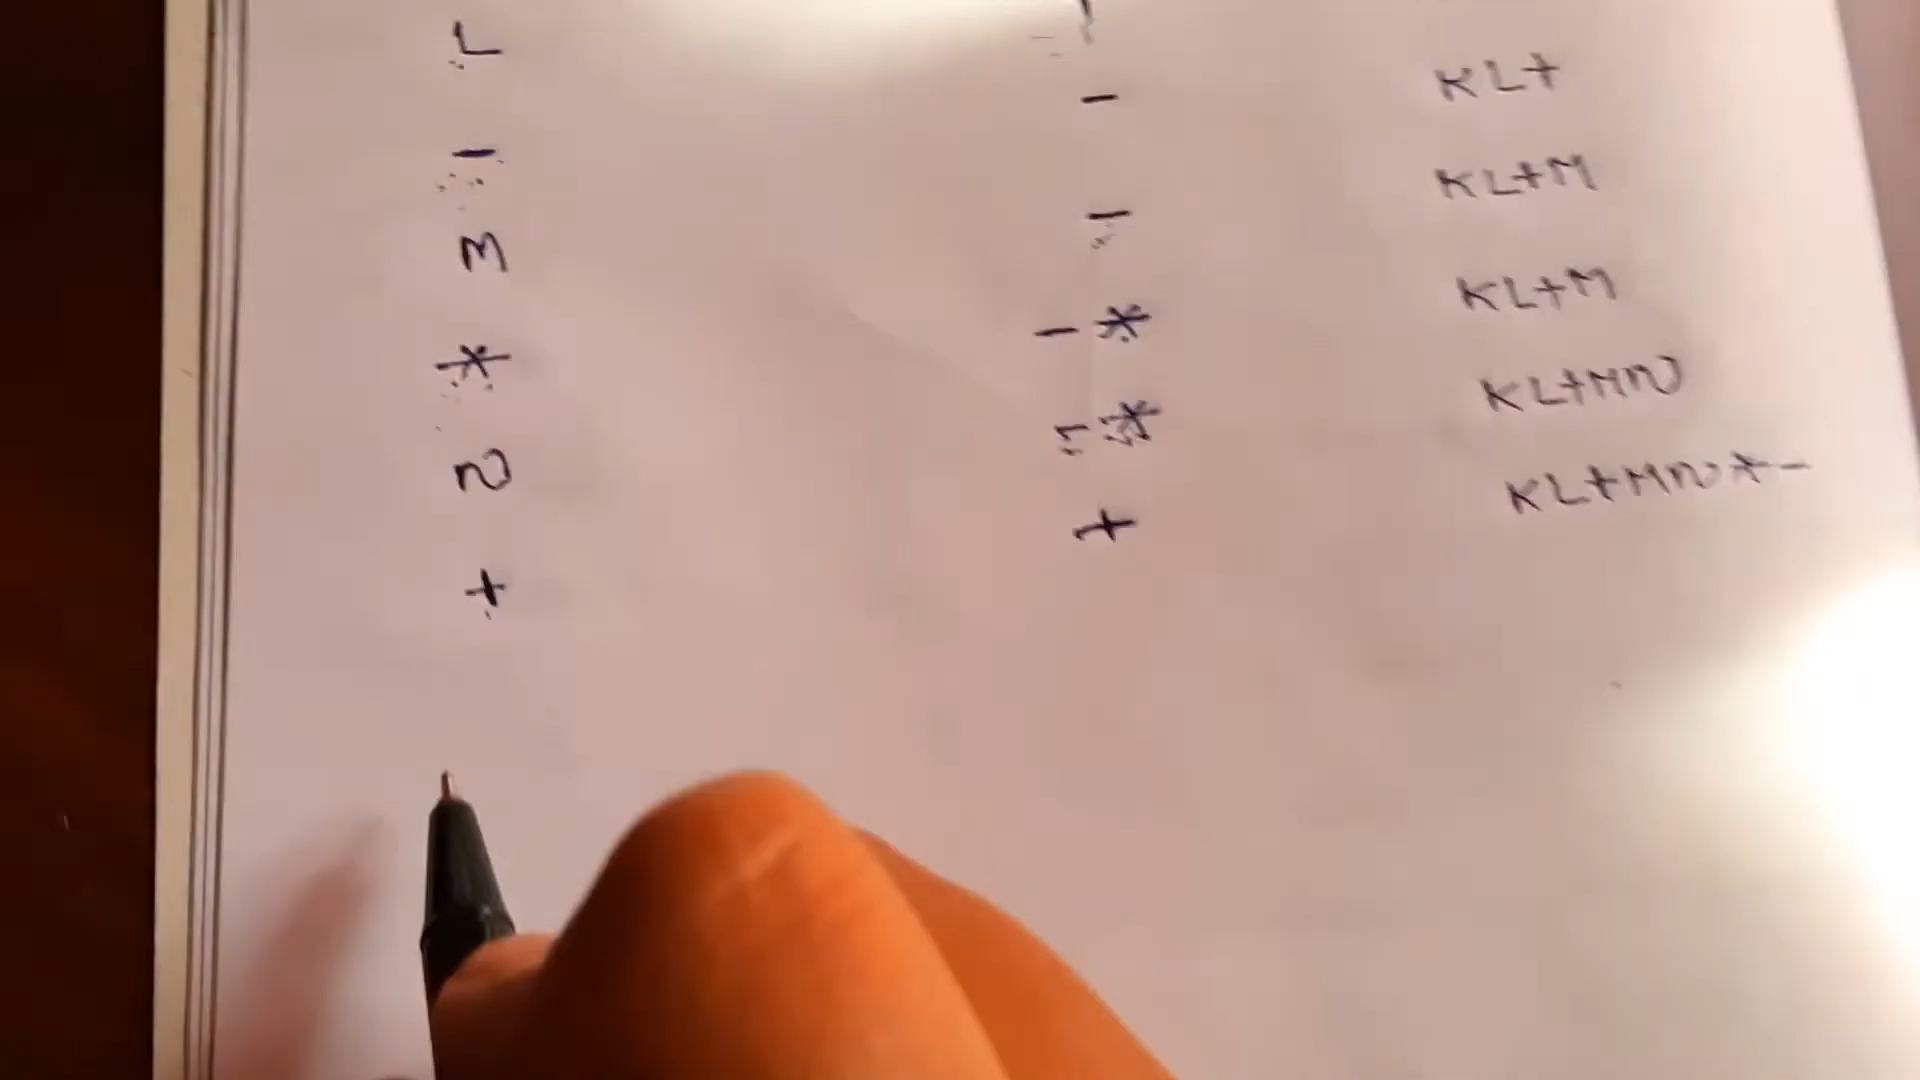 L
- - KL+
M - KL+M
* - * KL+M
N - * KL+MN
+ + KL+MN*-